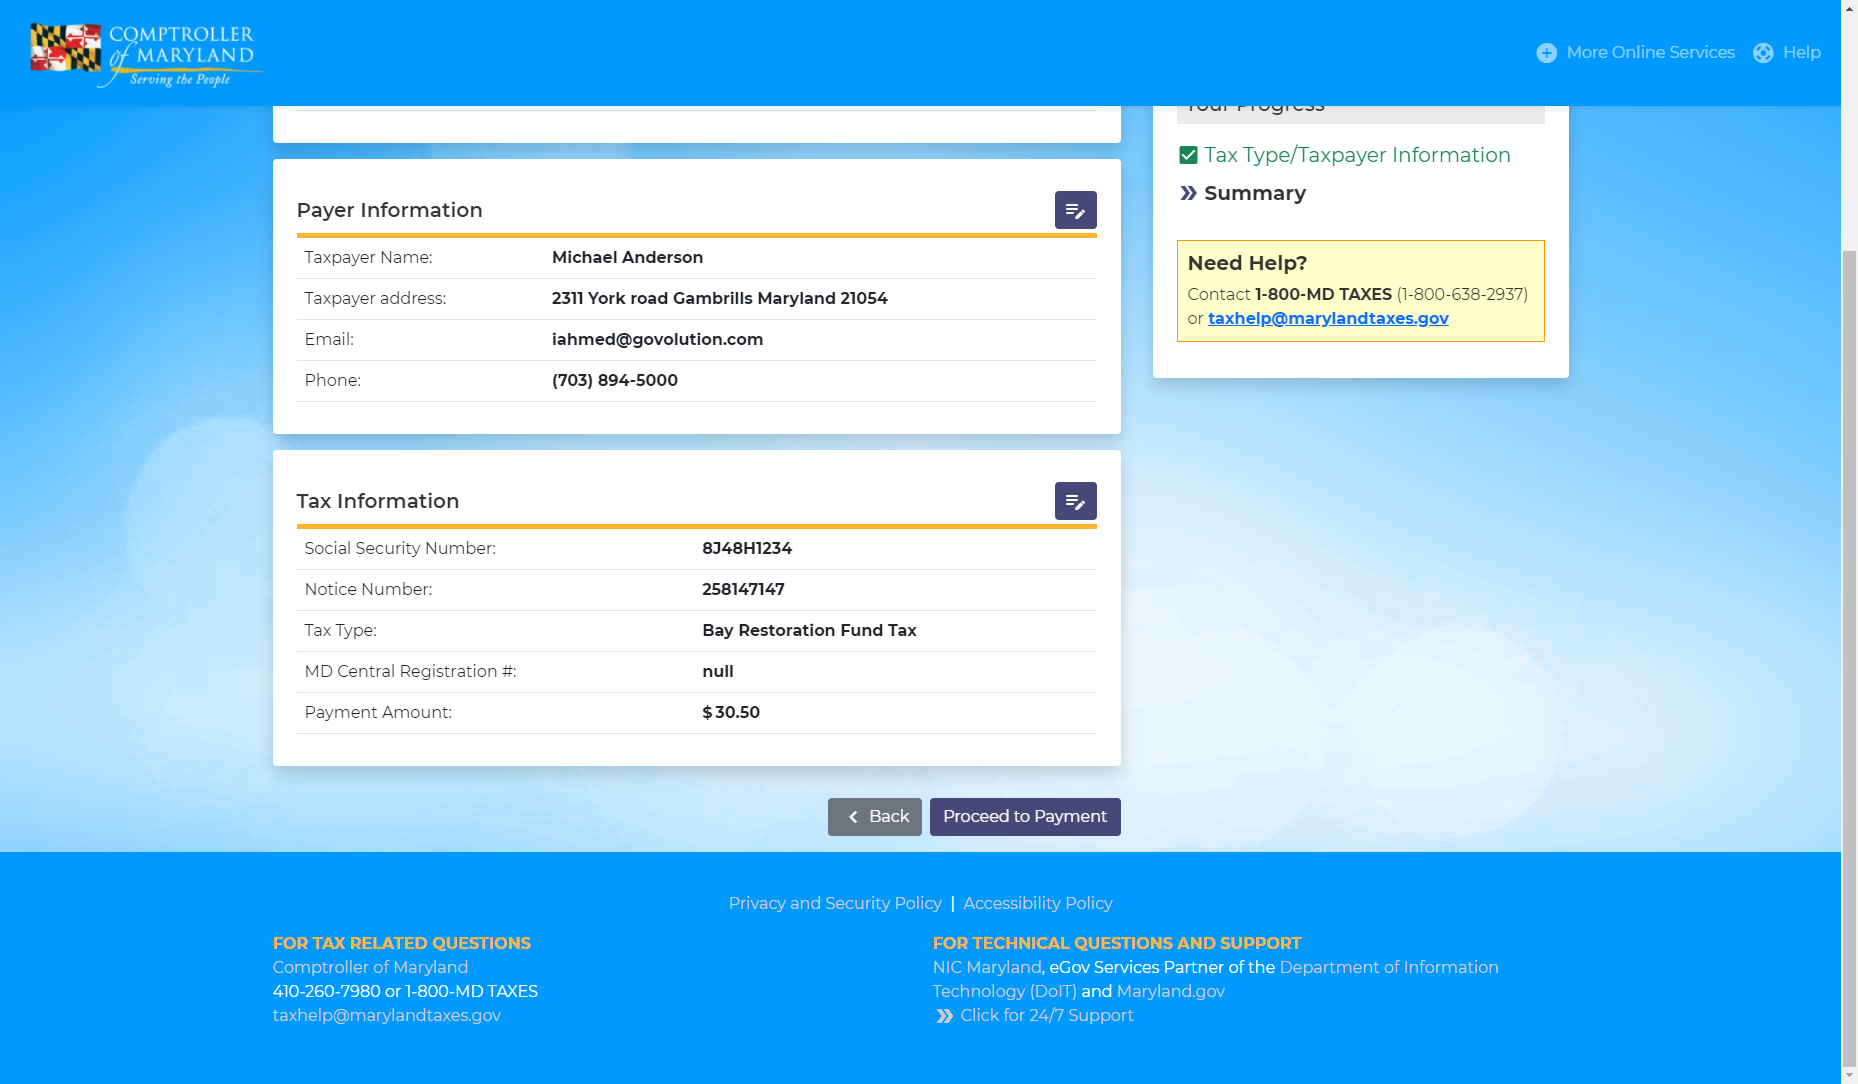 COMPTROLLER
of MARYLAND
Serving the People
More Online Services
Help
Your Progress
Tax Type/Taxpayer Information
Summary
Need Help?
Contact 1-800-MD TAXES (1-800-638-2937)
or taxhelp@marylandtaxes.gov
Payer Information
Taxpayer Name: Michael Anderson
Taxpayer address: 2311 York road Gambrills Maryland 21054
Email: iahmed@govolution.com
Phone: (703) 894-5000
Tax Information
Social Security Number: 8J48H1234
Notice Number: 258147147
Tax Type: Bay Restoration Fund Tax
MD Central Registration #: null
Payment Amount: $ 30.50
Back
Proceed to Payment
Privacy and Security Policy | Accessibility Policy
FOR TAX RELATED QUESTIONS
Comptroller of Maryland
410-260-7980 or 1-800-MD TAXES
taxhelp@marylandtaxes.gov
FOR TECHNICAL QUESTIONS AND SUPPORT
NIC Maryland, eGov Services Partner of the Department of Information
Technology (DoIT) and Maryland.gov
Click for 24/7 Support